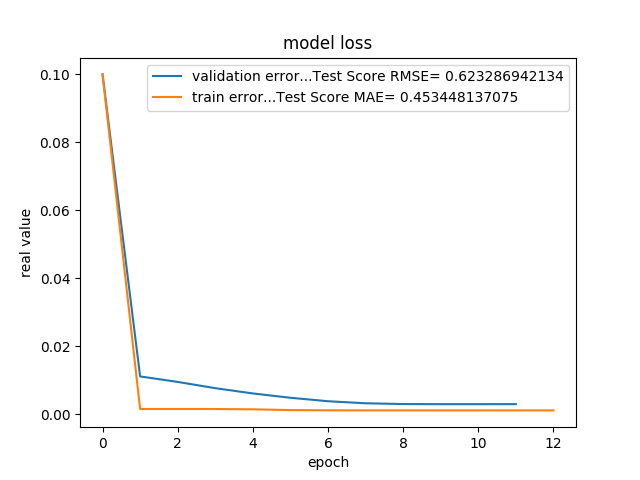 model loss
validation error...Test Score RMSE= 0.623286942134
train error...Test Score MAE= 0.453448137075
real value
0.10
0.08
0.06
0.04
0.02
0.00
0 2 4 6 8 10 12
epoch